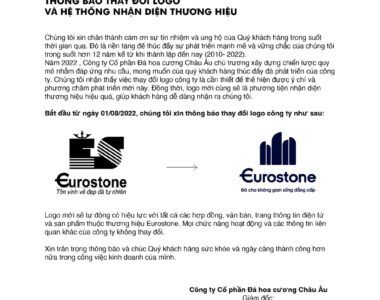 THÔNG BÁO THAY ĐỔI LOGO
VÀ HỆ THỐNG NHẬN DIỆN THƯƠNG HIỆU
Chúng tôi xin chân thành cám ơn sự tín nhiệm và ung hộ của Quý khách hàng trong suốt
thời gian qua. Đó là nền tảng để thúc đẩy sự phát triển mạnh mẽ và vững chắc của chúng tôi
trong suốt hơn 12 năm kể từ khi thành lập đến nay (2010- 2022).
Năm 2022 , Công ty Cổ phần Đá hoa cương Châu Âu chủ trương xây dựng chiến lược quy
mô nhằm đáp ứng nhu cầu, mong muốn của quý khách hàng thúc đẩy đà phát triển của công
ty. Chúng tôi nhận thấy việc thay đổi logo công ty là cần thiết để thể hiện được ý chí và
phương châm phát triển mới này. Đồng thời, logo mới cũng sẽ là phương tiện nhận diện
thương hiệu hiệu quả, giúp khách hàng dễ dàng nhận ra chúng tôi.
Bắt đầu từ ngày 01/08/2022, chúng tôi xin thông báo thay đổi logo công ty như sau:
ES
Eurostone
Tôn vinh vẻ đẹp đá tự nhiên
Eurostone
Đá cho không gian sống đẳng cấp
Logo mới sẽ tự động có hiệu lực với tất cả các hợp đồng, văn bản, trang thông tin điện tử
và sản phẩm thuộc thương hiệu Eurostone. Mọi chức năng hoạt động và các thông tin liên
quan khác của công ty không thay đổi.
Xin trân trọng thông báo và chúc Quý khách hàng sức khỏe và ngày càng thành công hơn
nữa trong công việc kinh doanh của mình.
Công ty Cổ phần Đá hoa cương Châu Âu
Giám đốc: